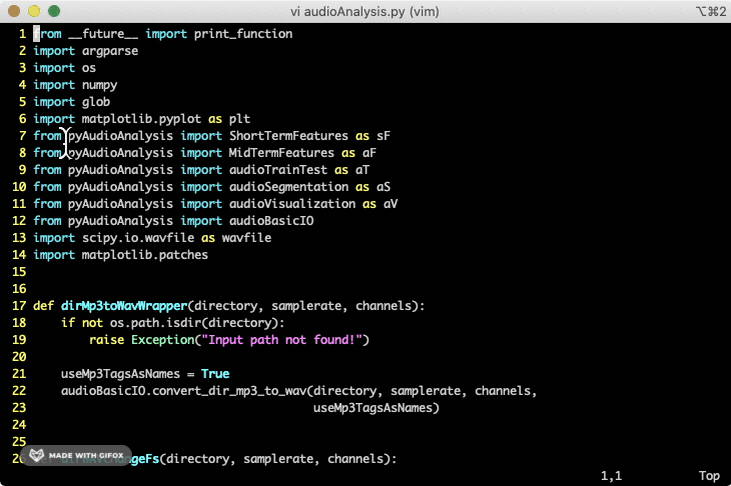 vi audioAnalysis.py (vim) ⌥⌘2
1 from __future__ import print_function
2 import argparse
3 import os
4 import numpy
5 import glob
6 import matplotlib.pyplot as plt
7 from pyAudioAnalysis import ShortTermFeatures as sF
8 from pyAudioAnalysis import MidTermFeatures as aF
9 from pyAudioAnalysis import audioTrainTest as aT
10 from pyAudioAnalysis import audioSegmentation as aS
11 from pyAudioAnalysis import audioVisualization as aV
12 from pyAudioAnalysis import audioBasicIO
13 import scipy.io.wavfile as wavfile
14 import matplotlib.patches
15
16
17 def dirMp3toWavWrapper(directory, samplerate, channels):
18     if not os.path.isdir(directory):
19         raise Exception("Input path not found!")
20
21     useMp3TagsAsNames = True
22     audioBasicIO.convert_dir_mp3_to_wav(directory, samplerate, channels,
23                                         useMp3TagsAsNames)
24
25
26 (directory, samplerate, channels):
MADE WITH GIFOX
1,1 Top